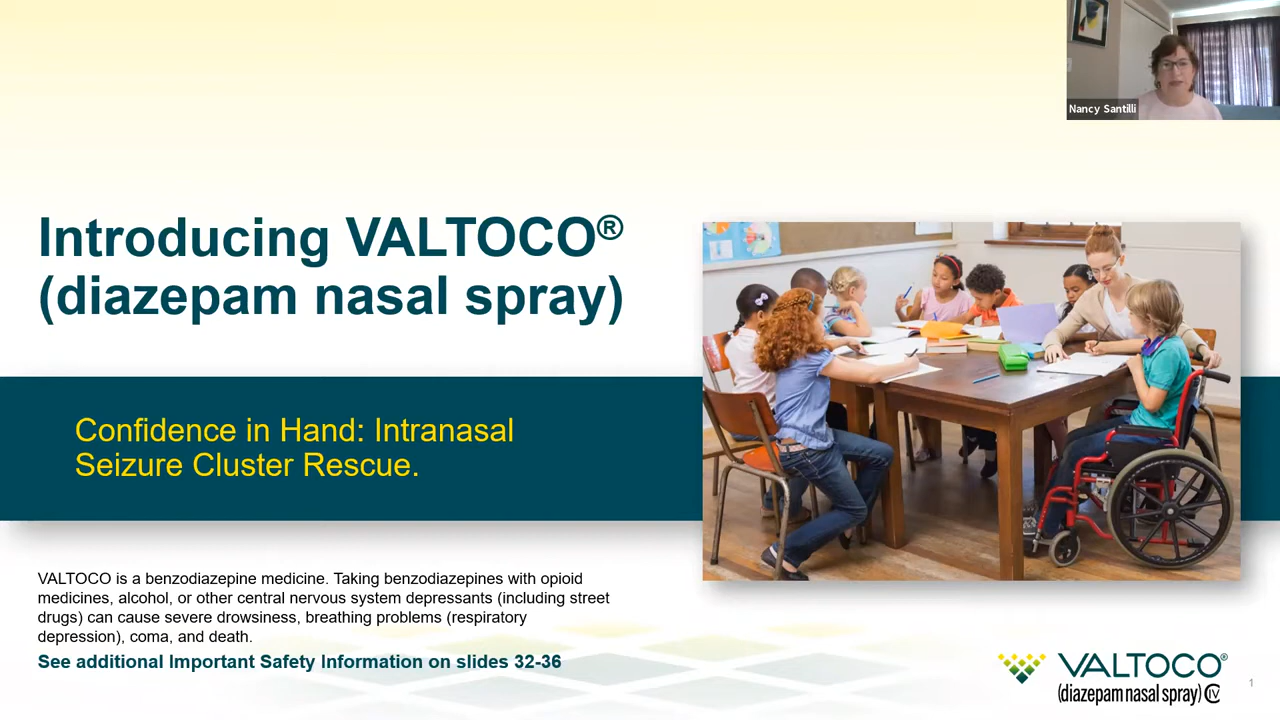 Nancy Santilli
Introducing VALTOCO®
(diazepam nasal spray)
Confidence in Hand: Intranasal
Seizure Cluster Rescue.
VALTOCO is a benzodiazepine medicine. Taking benzodiazepines with opioid
medicines, alcohol, or other central nervous system depressants (including street
drugs) can cause severe drowsiness, breathing problems (respiratory
depression), coma, and death.
See additional Important Safety Information on slides 32-36
VALTOCO®
(diazepam nasal spray) CIV
1